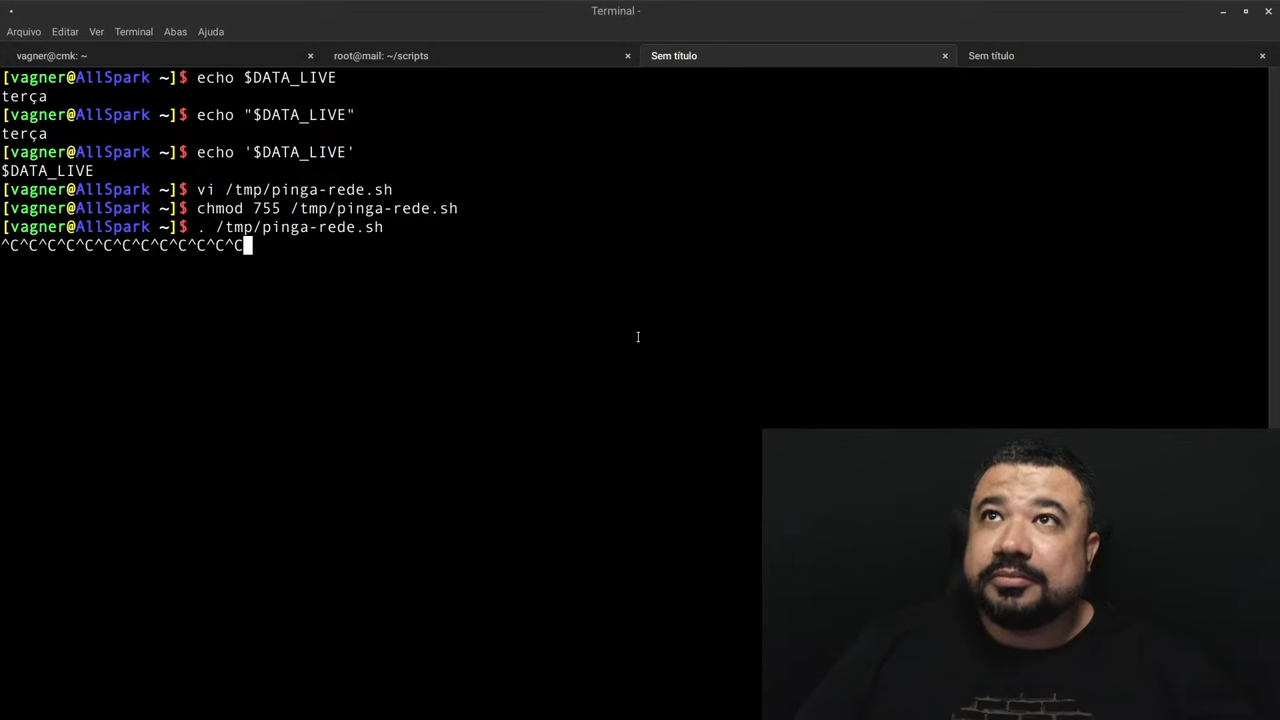 Terminal -
Arquivo Editar Ver Terminal Abas Ajuda
vagner@cmk: ~ × root@mail: ~/scripts × Sem título × Sem título ×
[vagner@AllSpark ~]$ echo $DATA_LIVE
terça
[vagner@AllSpark ~]$ echo "$DATA_LIVE"
terça
[vagner@AllSpark ~]$ echo '$DATA_LIVE'
$DATA_LIVE
[vagner@AllSpark ~]$ vi /tmp/pinga-rede.sh
[vagner@AllSpark ~]$ chmod 755 /tmp/pinga-rede.sh
[vagner@AllSpark ~]$ . /tmp/pinga-rede.sh
^C^C^C^C^C^C^C^C^C^C^C^C^C